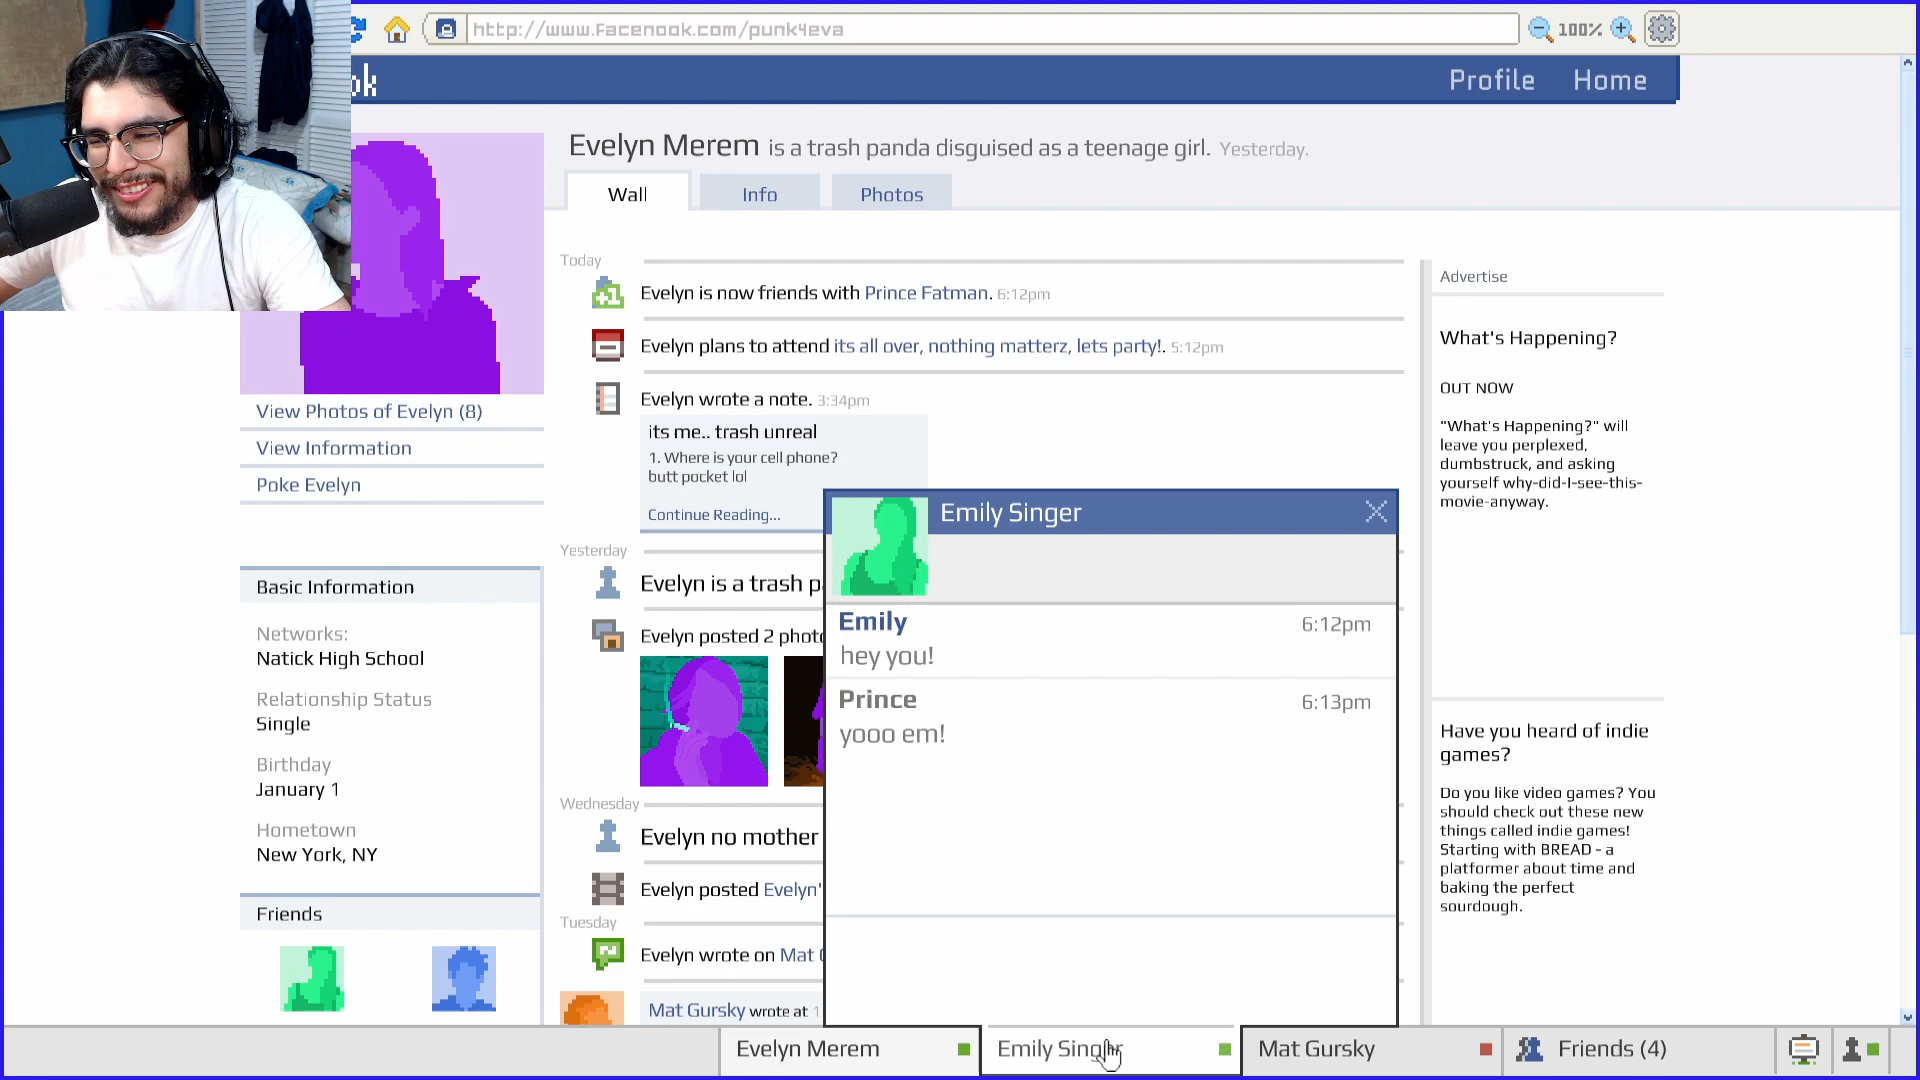 http://www.facenook.com/punk4eva
100%
ok
Profile
Home
Evelyn Merem is a trash panda disguised as a teenage girl. Yesterday.
Wall
Info
Photos
Today
Evelyn is now friends with Prince Fatman. 6:12pm
Evelyn plans to attend its all over, nothing matterz, lets party!. 5:12pm
Evelyn wrote a note. 3:34pm
its me.. trash unreal
1. Where is your cell phone?
butt pocket lol
Continue Reading...
Yesterday
Evelyn is a trash p
Evelyn posted 2 photo
Wednesday
Evelyn no mother
Evelyn posted Evelyn'
Tuesday
Evelyn wrote on Mat G
Mat Gursky wrote at 1
View Photos of Evelyn (8)
View Information
Poke Evelyn
Basic Information
Networks:
Natick High School
Relationship Status
Single
Birthday
January 1
Hometown
New York, NY
Friends
Emily Singer
Emily 6:12pm
hey you!
Prince 6:13pm
yooo em!
Advertise
What's Happening?
OUT NOW
"What's Happening?" will
leave you perplexed,
dumbstruck, and asking
yourself why-did-I-see-this-
movie-anyway.
Have you heard of indie
games?
Do you like video games? You
should check out these new
things called indie games!
Starting with BREAD - a
platformer about time and
baking the perfect
sourdough.
Evelyn Merem
Emily Singer
Mat Gursky
Friends (4)